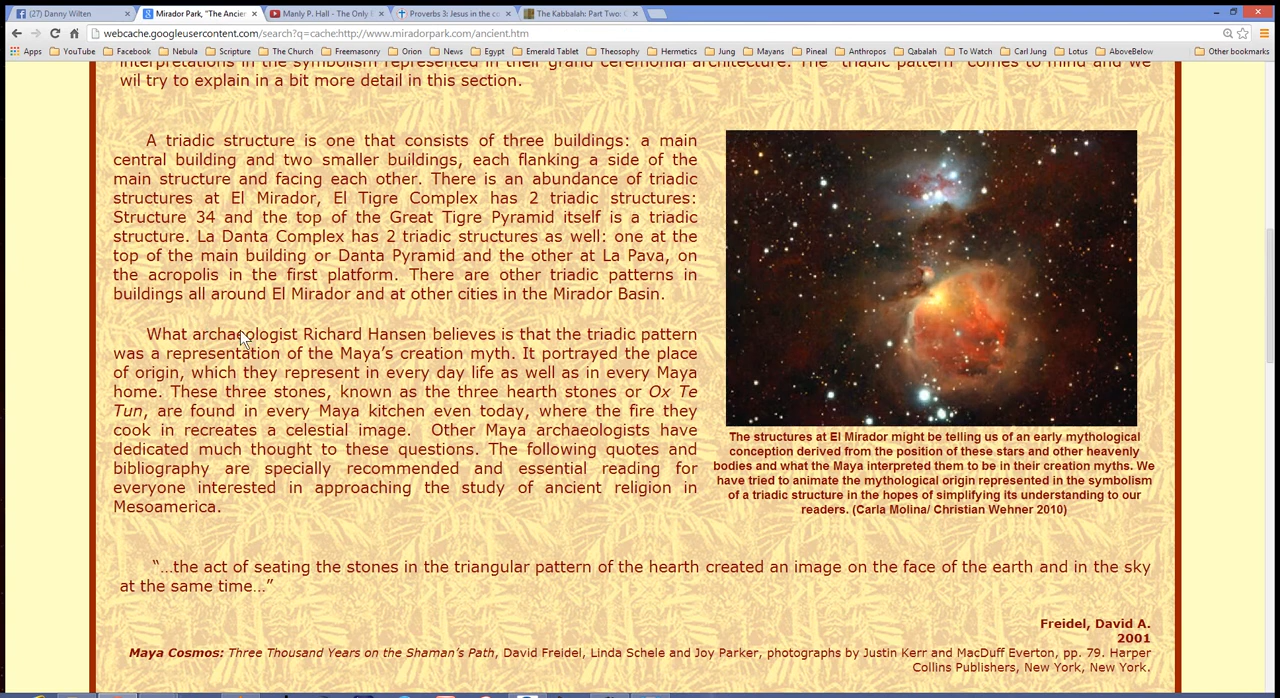 (27) Danny Wilten
Mirador Park, "The Ancien
Manly P. Hall - The Only
Proverbs 3: Jesus in the co
The Kabbalah: Part Two:
webcache.googleusercontent.com/search?q=cache:http://www.miradorpark.com/ancient.htm
Apps YouTube Facebook Nebula Scripture The Church Freemasonry Orion News Egypt Emerald Tablet Theosophy Hermetics Jung Mayans Pineal Anthropos Qabalah To Watch Carl Jung Lotus AboveBelow Other bookmarks
interpretations in the symbolism represented in their grand ceremonial architecture. The "triadic pattern" comes to mind and we
wil try to explain in a bit more detail in this section.
A triadic structure is one that consists of three buildings: a main
central building and two smaller buildings, each flanking a side of the
main structure and facing each other. There is an abundance of triadic
structures at El Mirador, El Tigre Complex has 2 triadic structures:
Structure 34 and the top of the Great Tigre Pyramid itself is a triadic
structure. La Danta Complex has 2 triadic structures as well: one at the
top of the main building or Danta Pyramid and the other at La Pava, on
the acropolis in the first platform. There are other triadic patterns in
buildings all around El Mirador and at other cities in the Mirador Basin.
What archaeologist Richard Hansen believes is that the triadic pattern
was a representation of the Maya's creation myth. It portrayed the place
of origin, which they represent in every day life as well as in every Maya
home. These three stones, known as the three hearth stones or Ox Te
Tun, are found in every Maya kitchen even today, where the fire they
cook in recreates a celestial image. Other Maya archaeologists have
dedicated much thought to these questions. The following quotes and
bibliography are specially recommended and essential reading for
everyone interested in approaching the study of ancient religion in
Mesoamerica.
The structures at El Mirador might be telling us of an early mythological
conception derived from the position of these stars and other heavenly
bodies and what the Maya interpreted them to be in their creation myths. We
have tried to animate the mythological origin represented in the symbolism
of a triadic structure in the hopes of simplifying its understanding to our
readers. (Carla Molina/ Christian Wehner 2010)
"…the act of seating the stones in the triangular pattern of the hearth created an image on the face of the earth and in the sky
at the same time…"
Freidel, David A.
2001
Maya Cosmos: Three Thousand Years on the Shaman's Path, David Freidel, Linda Schele and Joy Parker, photographs by Justin Kerr and MacDuff Everton, pp. 79. Harper
Collins Publishers, New York, New York.